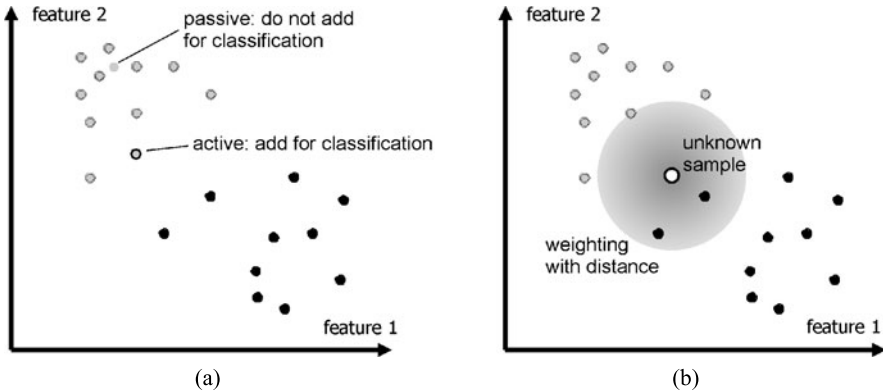 feature 2
passive: do not add
for classification
active: add for classification
feature 1
(a)
feature 2
unknown
sample
weighting
with distance
feature 1
(b)